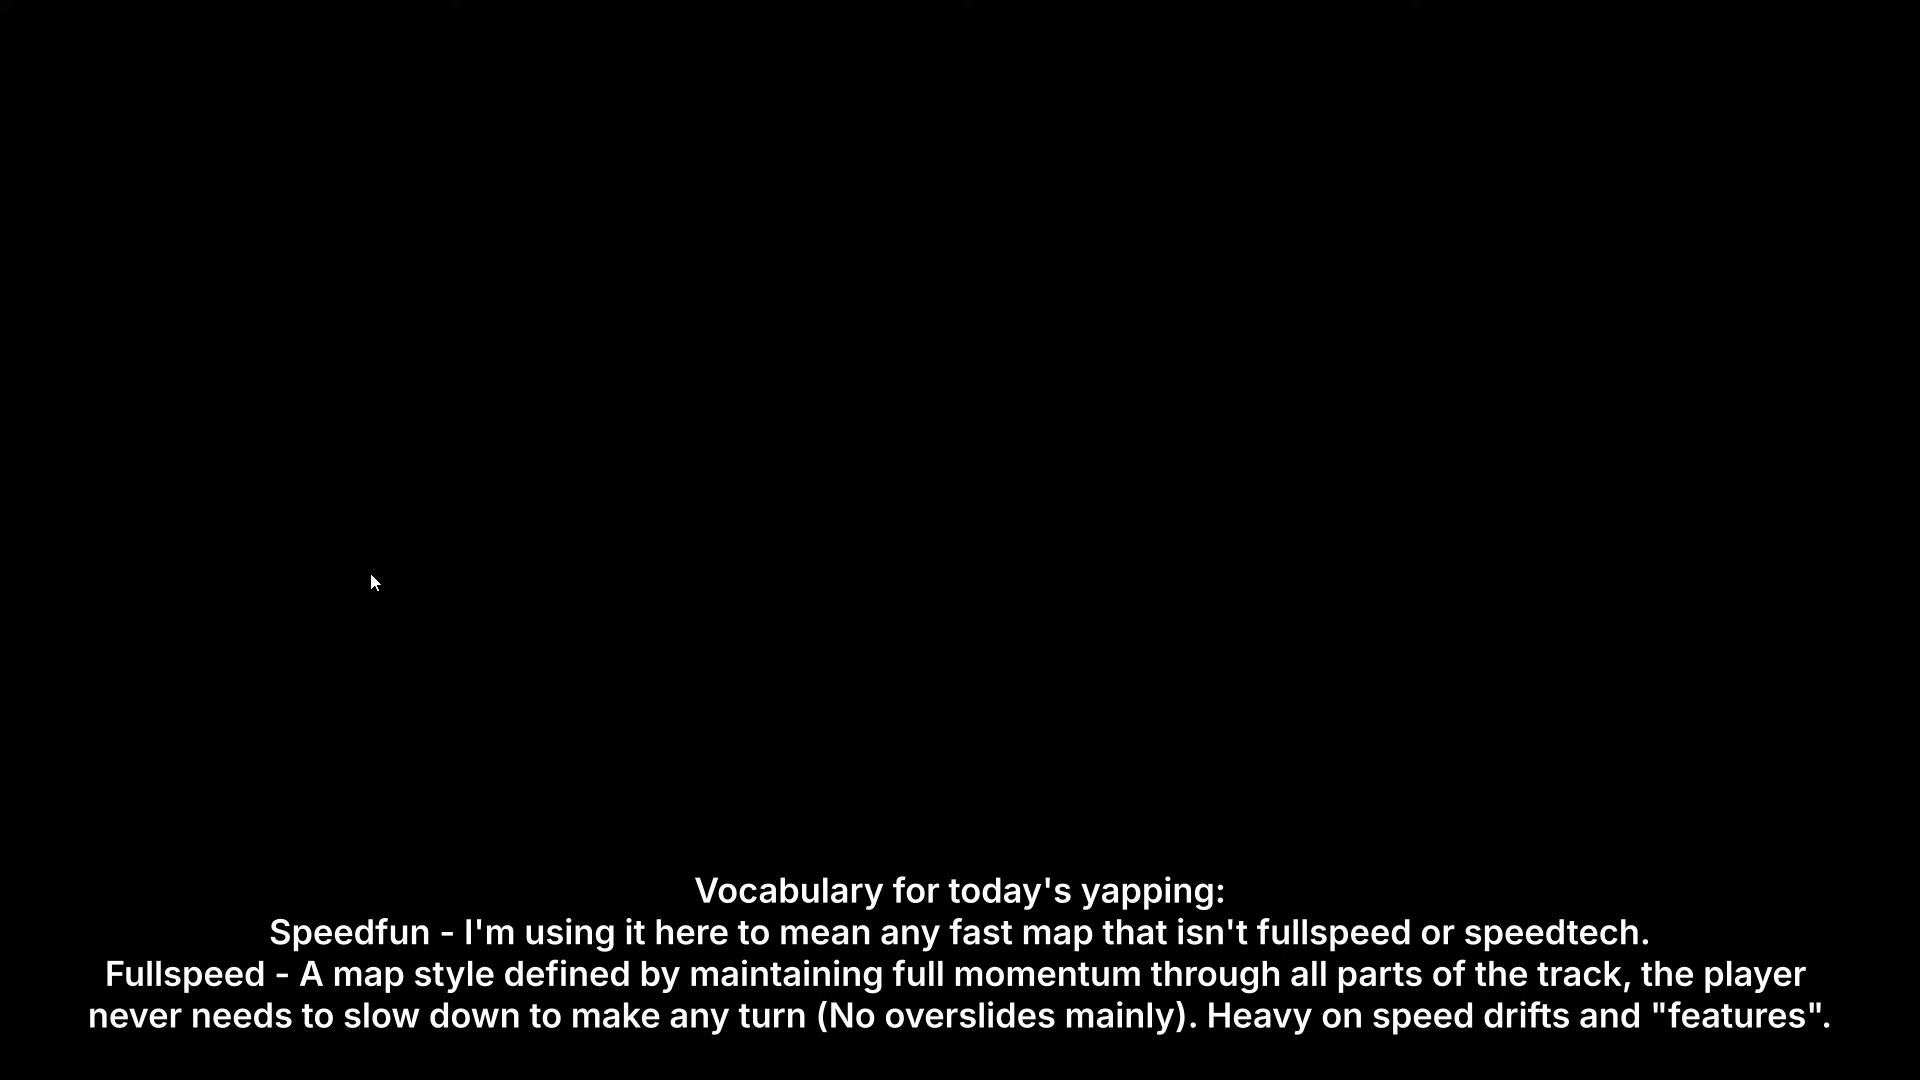 Vocabulary for today's yapping:
Speedfun - I'm using it here to mean any fast map that isn't fullspeed or speedtech.
Fullspeed - A map style defined by maintaining full momentum through all parts of the track, the player
never needs to slow down to make any turn (No overslides mainly). Heavy on speed drifts and "features".